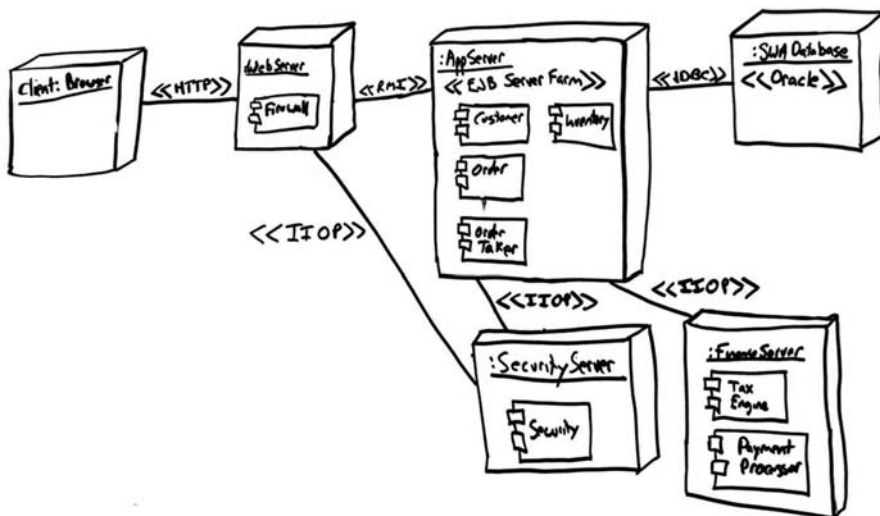 Client: Browser
<<HTTP>>
:WebServer
Firewall
<<RMI>>
:AppServer
<<EJB Server Farm>>
Customer
Inventory
Order
Order
Taker
<<JDBC>>
:SWA Database
<<Oracle>>
<<IIOP>>
<<IIOP>>
<<IIOP>>
:SecurityServer
Security
:FinanceServer
Tax
Engine
Payment
Processor